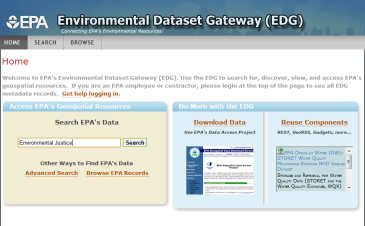 EPA Environmental Dataset Gateway (EDG)
Connecting EPA's Environmental Resources
HOME SEARCH BROWSE
Home
Welcome to EPA's Environmental Dataset Gateway (EDG). Use the EDG to search for, discover, view, and access EPA's
geospatial resources. If you are an EPA employee or contractor, please login at the top of the page to see all EDG
metadata records. Get help logging in.
Access EPA's Geospatial Resources
Search EPA's Data
Environmental Justice Search
Other Ways to Find EPA's Data
Advanced Search Browse EPA Records
Do More with the EDG
Download Data
Use EPA's Data Access Project
Reuse Components
REST, GeoRSS, Gadgets, more...
EPA Office of Water (OW):
STORET Water Quality
Monitoring Stations NHD Indexed
Dataset
Storage and Retrieval for Water
Quality Data (STORET and the
Water Quality Exchange, WQX)